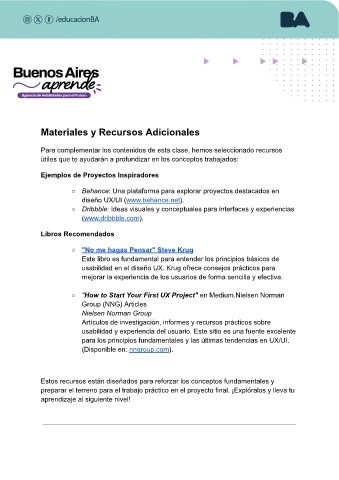 /educacionBA
BA
Buenos Aires
aprende
Agencia de Habilidades para el Futuro
Materiales y Recursos Adicionales
Para complementar los contenidos de esta clase, hemos seleccionado recursos
útiles que te ayudarán a profundizar en los conceptos trabajados:
Ejemplos de Proyectos Inspiradores
○ Behance: Una plataforma para explorar proyectos destacados en
diseño UX/UI (www.behance.net).
○ Dribbble: Ideas visuales y conceptuales para interfaces y experiencias
(www.dribbble.com).
Libros Recomendados
○ "No me hagas Pensar" Steve Krug
Este libro es fundamental para entender los principios básicos de
usabilidad en el diseño UX. Krug ofrece consejos prácticos para
mejorar la experiencia de los usuarios de forma sencilla y efectiva.
○ "How to Start Your First UX Project" en Medium.Nielsen Norman
Group (NNG) Articles
Nielsen Norman Group
Artículos de investigación, informes y recursos prácticos sobre
usabilidad y experiencia del usuario. Este sitio es una fuente excelente
para los principios fundamentales y las últimas tendencias en UX/UI.
(Disponible en: nngroup.com).
Estos recursos están diseñados para reforzar los conceptos fundamentales y
preparar el terreno para el trabajo práctico en el proyecto final. ¡Explóralos y lleva tu
aprendizaje al siguiente nivel!